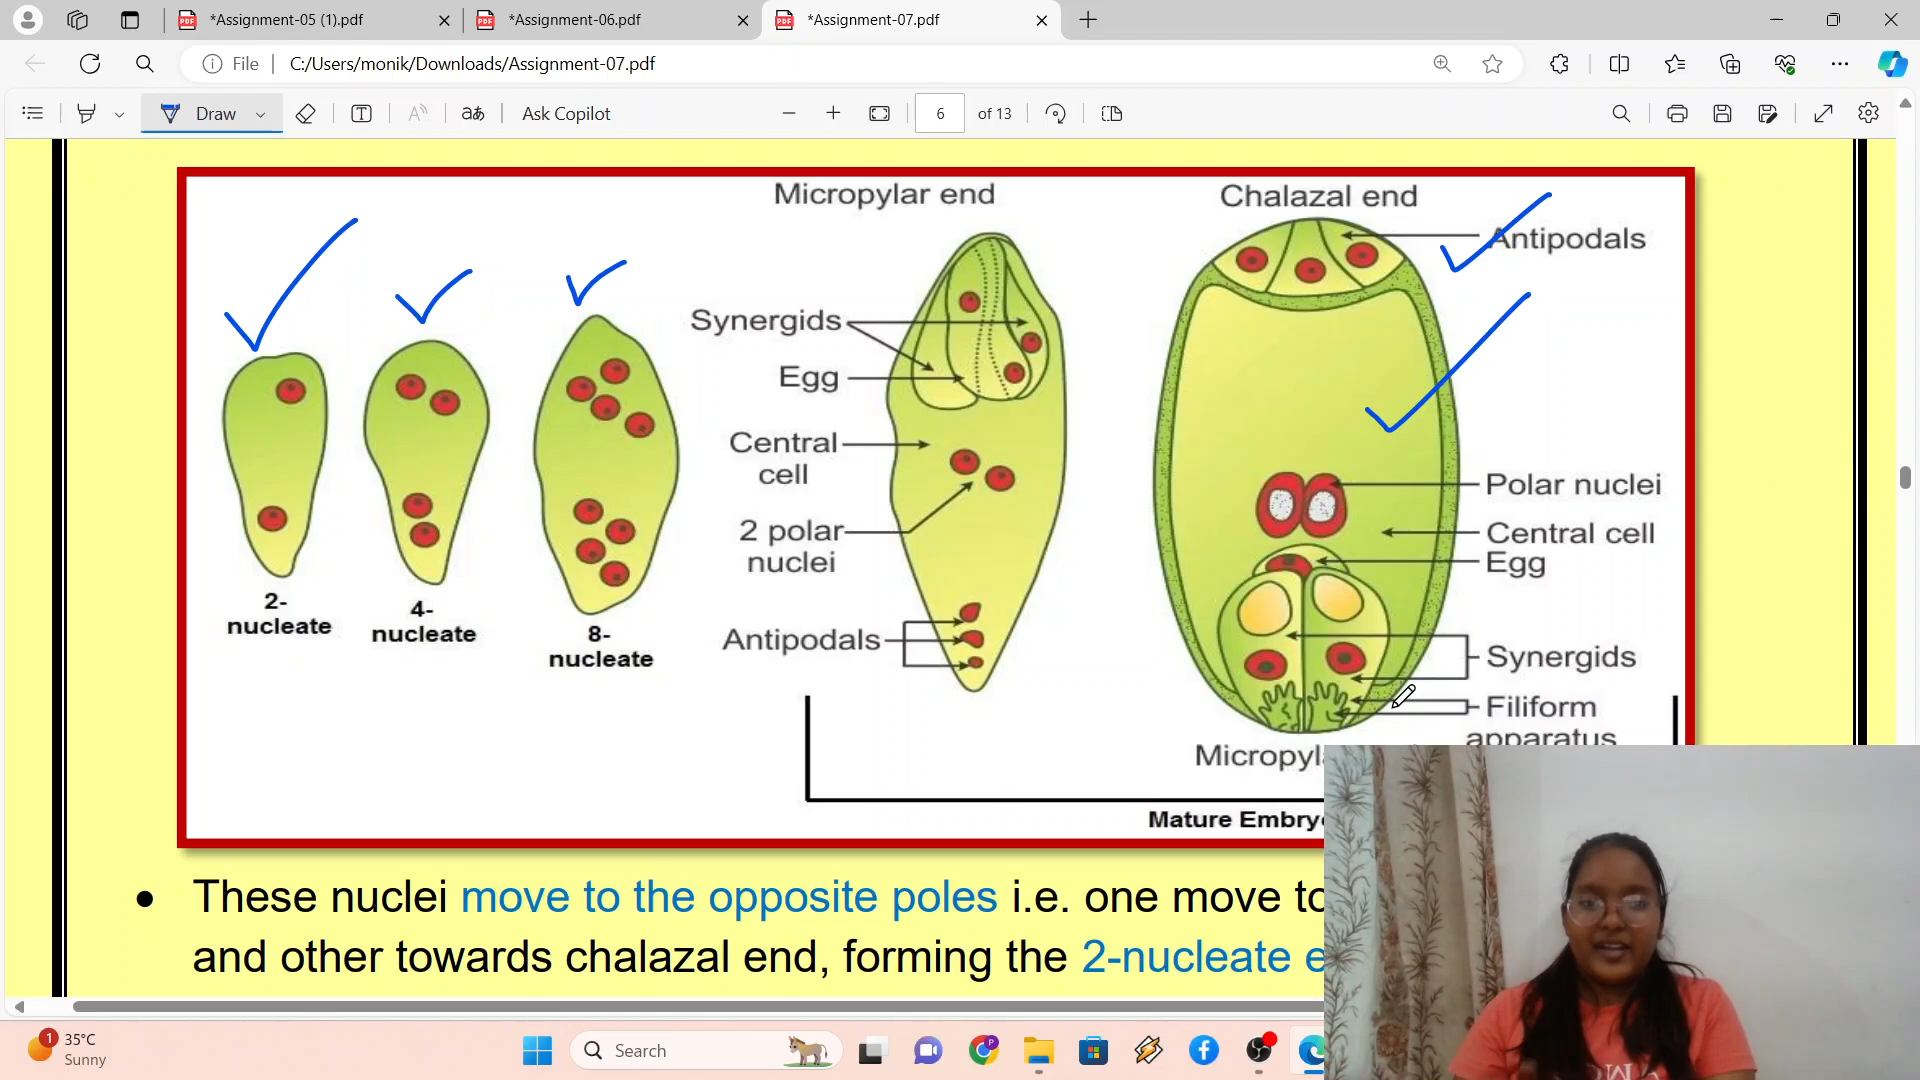 *Assignment-05 (1).pdf
*Assignment-06.pdf
*Assignment-07.pdf
File
C:/Users/monik/Downloads/Assignment-07.pdf
Draw
Ask Copilot
6
of 13
Micropylar end
Chalazal end
Antipodals
Synergids
Egg
Central
cell
2 polar
nuclei
Antipodals
Polar nuclei
Central cell
Egg
Synergids
Filiform
apparatus
2-
nucleate
4-
nucleate
8-
nucleate
Micropyl
Mature Embry
• These nuclei move to the opposite poles i.e. one move to
and other towards chalazal end, forming the 2-nucleate e
1
35°C
Sunny
Search